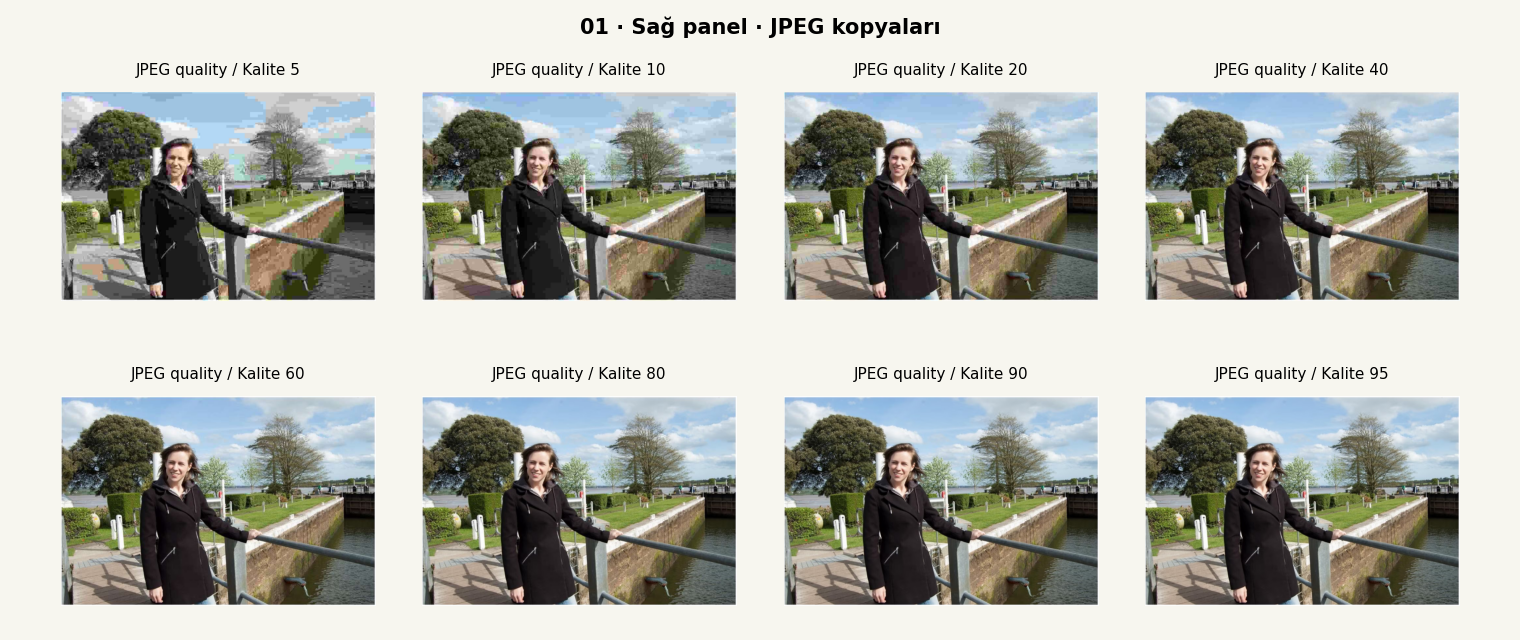 01 · Sağ panel · JPEG kopyaları
JPEG quality / Kalite 5
JPEG quality / Kalite 10
JPEG quality / Kalite 20
JPEG quality / Kalite 40
JPEG quality / Kalite 60
JPEG quality / Kalite 80
JPEG quality / Kalite 90
JPEG quality / Kalite 95